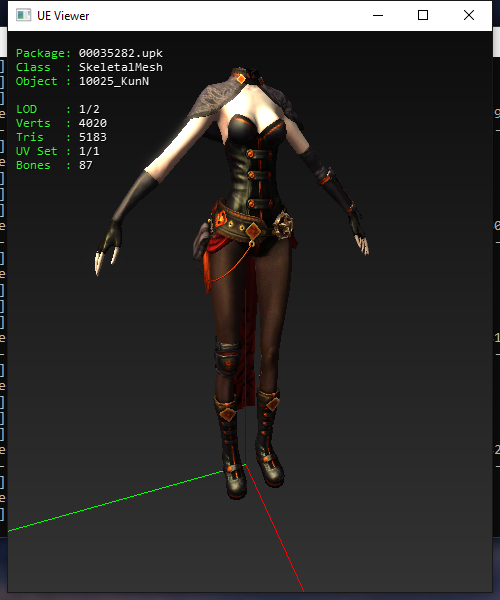 UE Viewer
Package: 00035282.upk
Class  : SkeletalMesh
Object : 10025_KunN
LOD    : 1/2
Verts  : 4020
Tris   : 5183
UV Set : 1/1
Bones  : 87